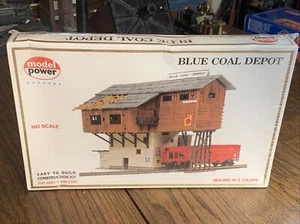 BLUE COAL DEPOT
model
power
BLUE COAL DEPOT
HO SCALE
BLUE COAL DEPOT
EASY TO BUILD
CONSTRUCTION KIT
MOLDED IN 3 COLORS